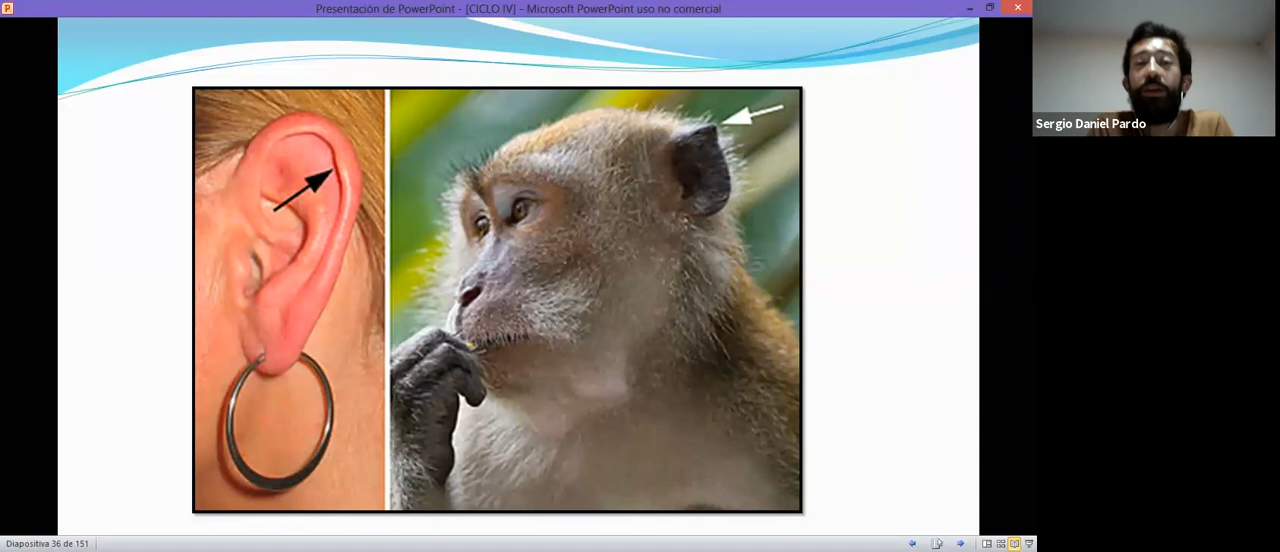 Presentación de PowerPoint - [CICLO IV] - Microsoft PowerPoint uso no comercial
Sergio Daniel Pardo
Diapositiva 36 de 151